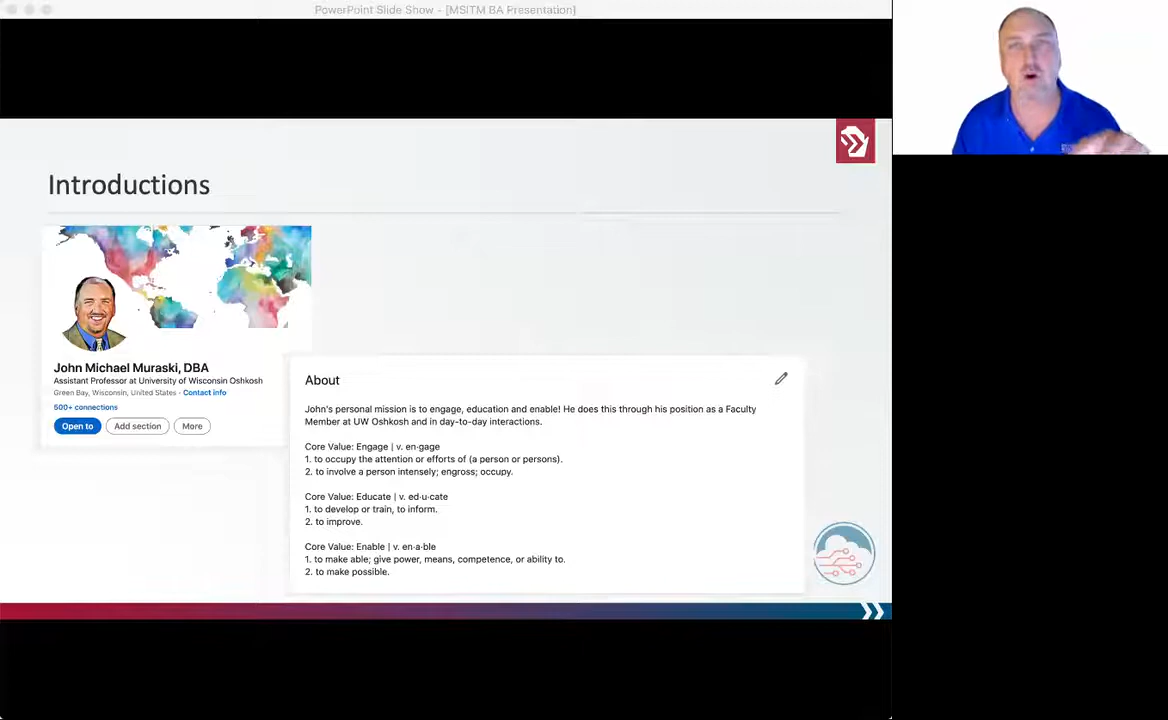 PowerPoint Slide Show - [MSITM BA Presentation]
Introductions
John Michael Muraski, DBA
Assistant Professor at University of Wisconsin Oshkosh
Green Bay, Wisconsin, United States · Contact info
500+ connections
Open to
Add section
More
About
John's personal mission is to engage, education and enable! He does this through his position as a Faculty
Member at UW Oshkosh and in day-to-day interactions.
Core Value: Engage | v. en·gage
1. to occupy the attention or efforts of (a person or persons).
2. to involve a person intensely; engross; occupy.
Core Value: Educate | v. ed·u·cate
1. to develop or train, to inform.
2. to improve.
Core Value: Enable | v. en·a·ble
1. to make able; give power, means, competence, or ability to.
2. to make possible.